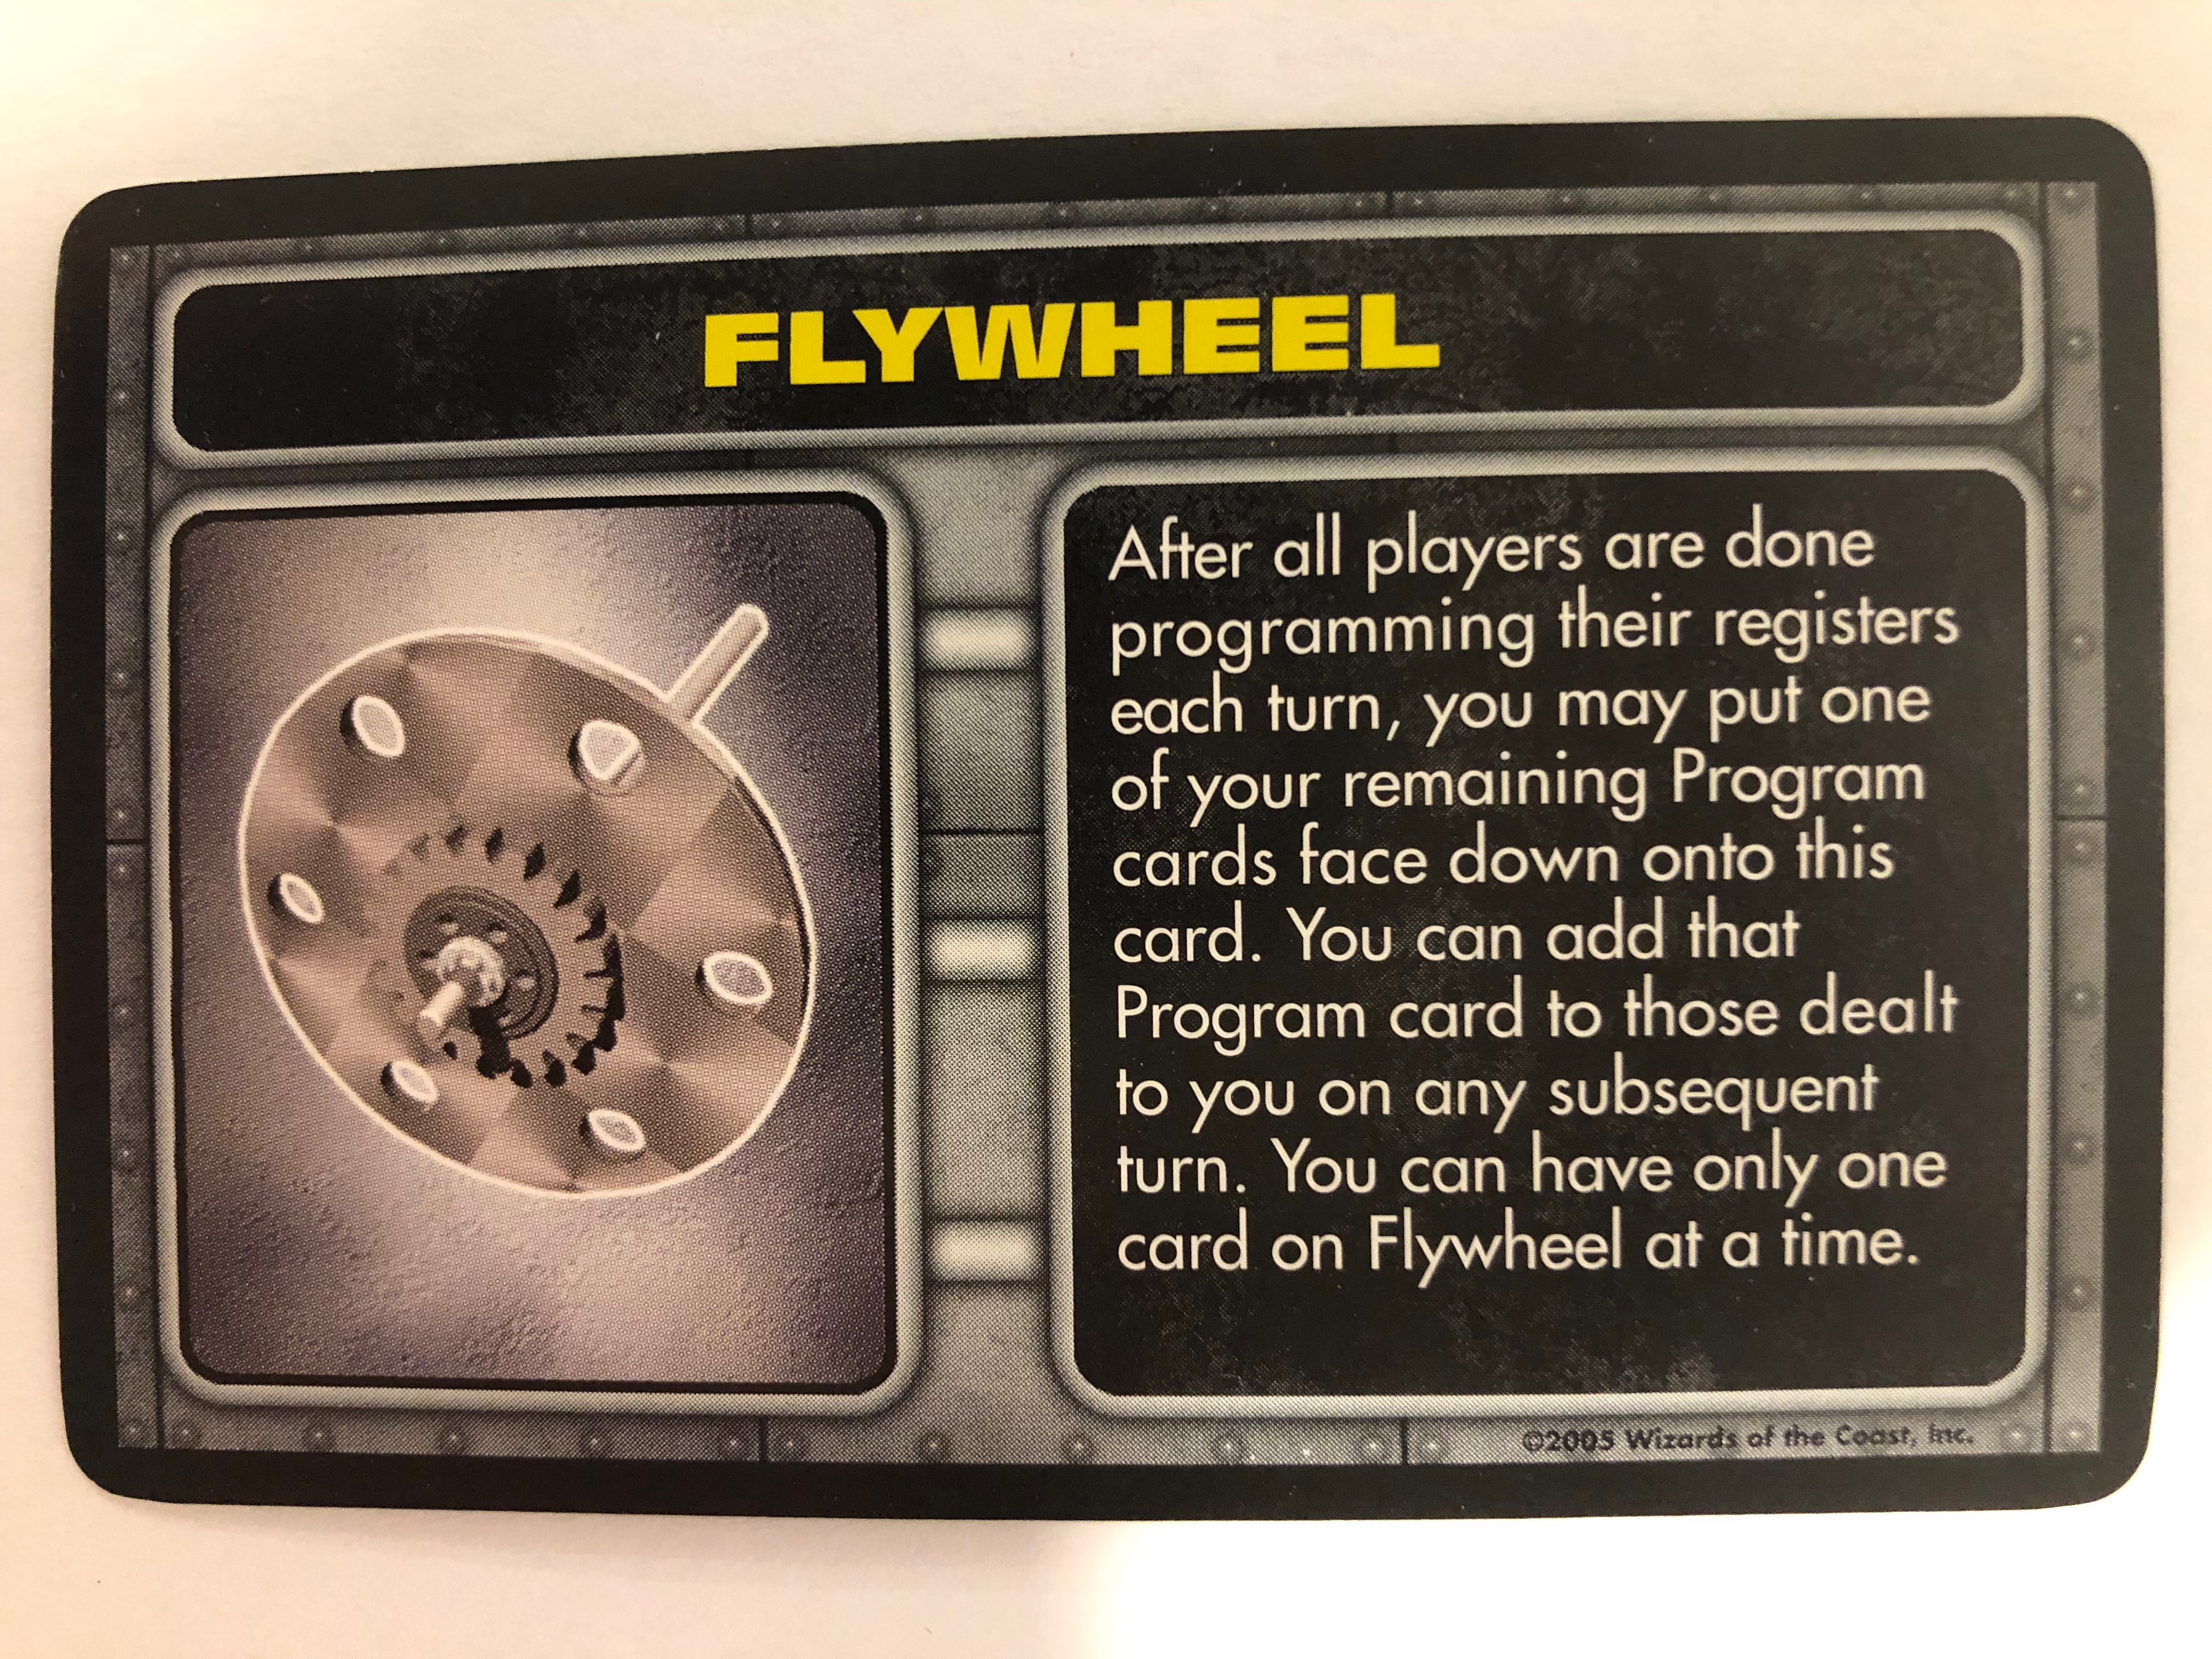 FLYWHEEL
After all players are done
programming their registers
each turn, you may put one
of your remaining Program
cards face down onto this
card. You can add that
Program card to those dealt
to you on any subsequent
turn. You can have only one
card on Flywheel at a time.
©2005 Wizards of the Coast, Inc.